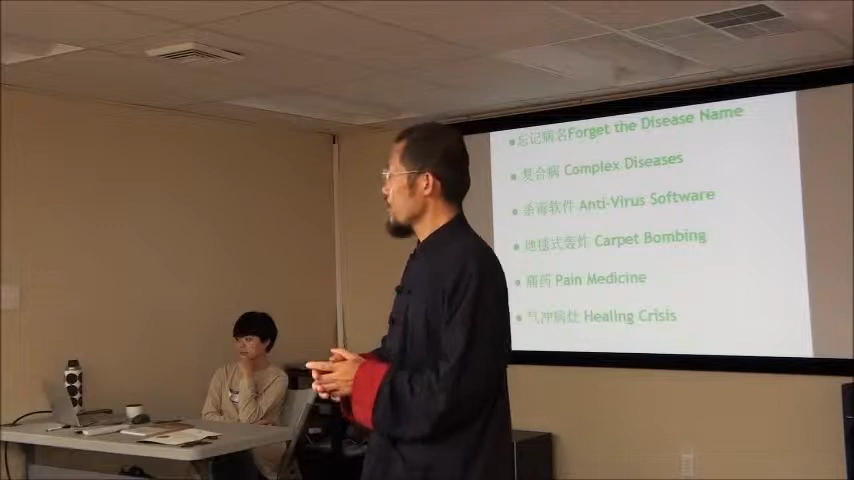 忘记病名Forget the Disease Name
复合病 Complex Diseases
杀毒软件 Anti-Virus Software
地毯式轰炸 Carpet Bombing
痛药 Pain Medicine
气冲病灶 Healing Crisis